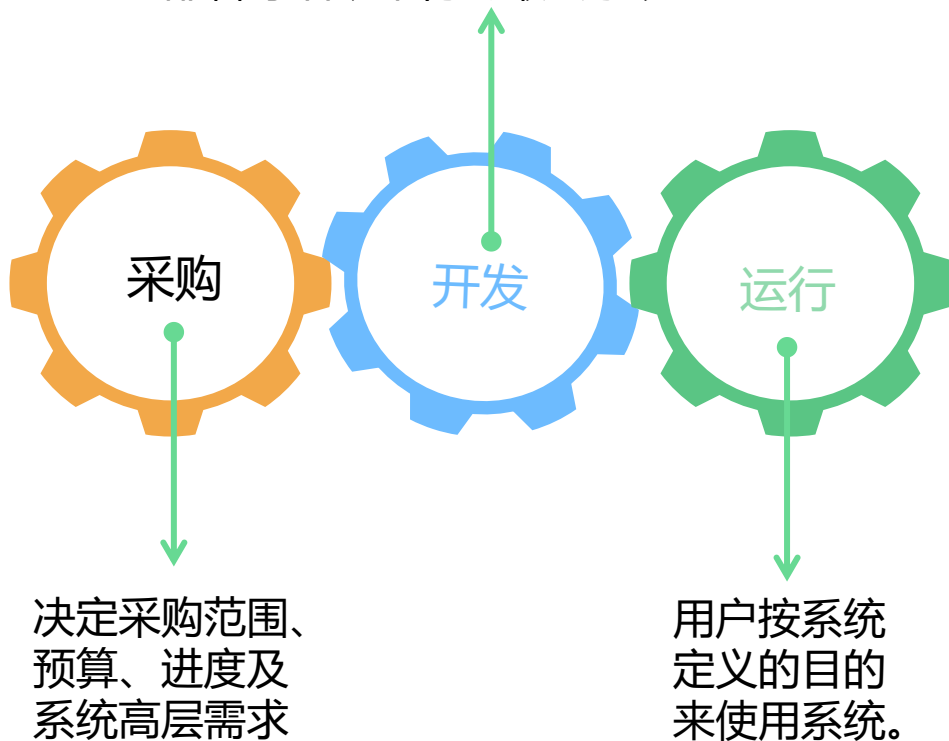 采购
开发
运行
决定采购范围、
预算、进度及
系统高层需求
用户按系统
定义的目的
来使用系统。